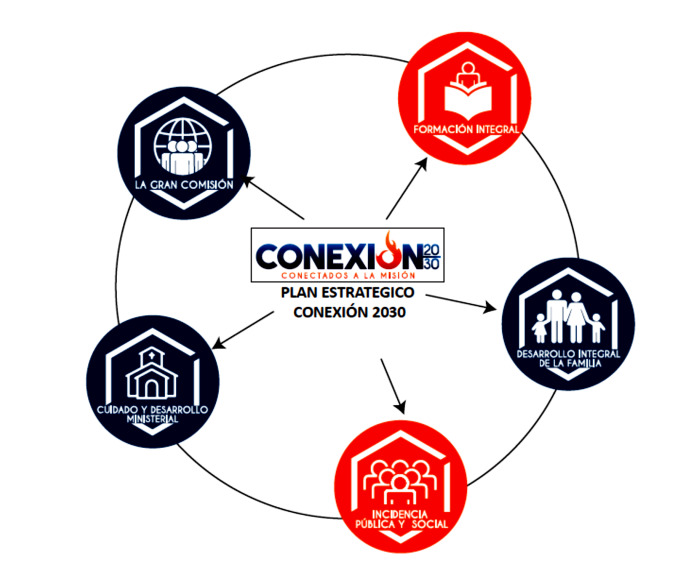 FORMACIÓN INTEGRAL
LA GRAN COMISIÓN
CONEXIÓN 20 30
CONECTADOS A LA MISIÓN
PLAN ESTRATEGICO
CONEXIÓN 2030
DESARROLLO INTEGRAL
DE LA FAMILIA
CUIDADO Y DESARROLLO
MINISTERIAL
INCIDENCIA
PÚBLICA Y SOCIAL